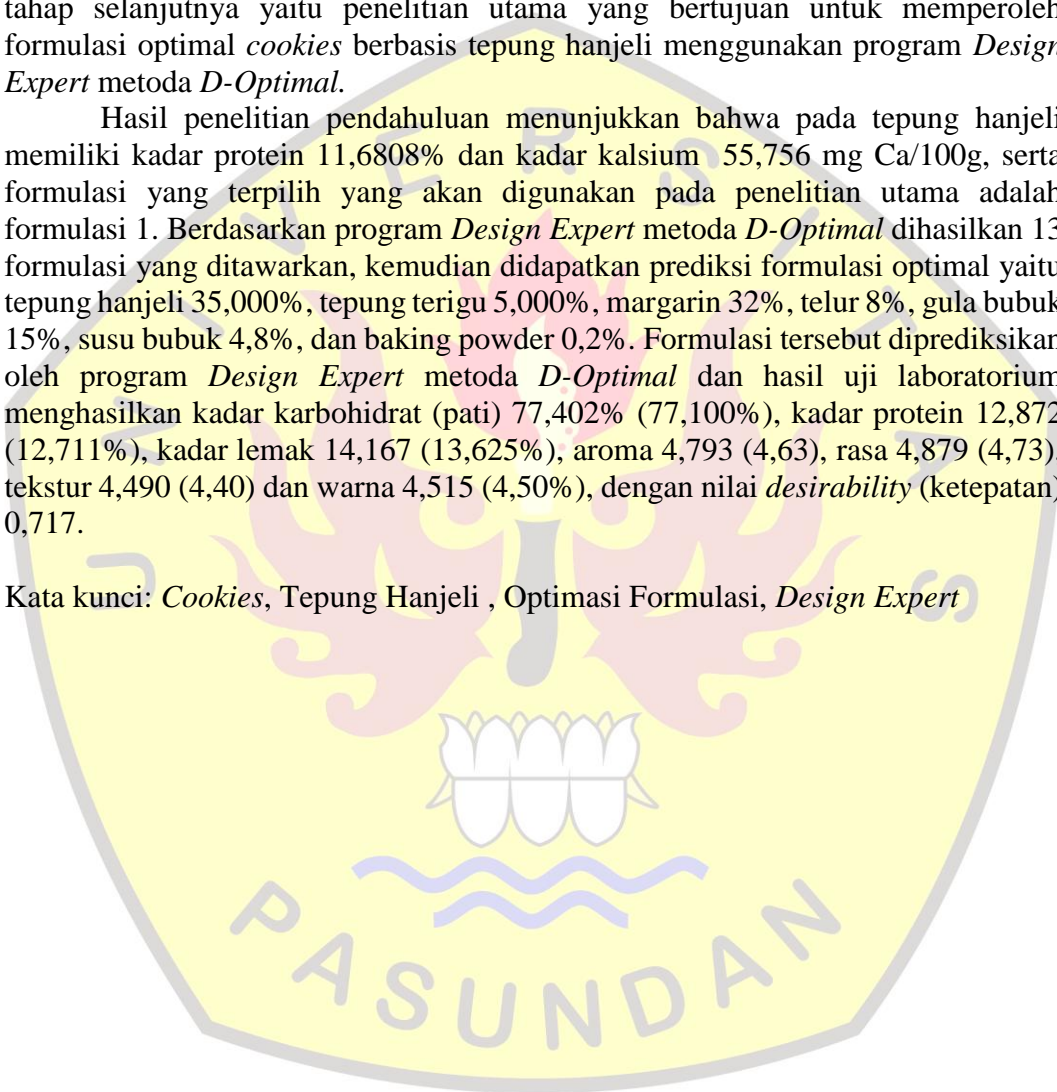 tahap selanjutnya yaitu penelitian utama yang bertujuan untuk memperoleh
formulasi optimal cookies berbasis tepung hanjeli menggunakan program Design
Expert metoda D-Optimal.
Hasil penelitian pendahuluan menunjukkan bahwa pada tepung hanjeli
memiliki kadar protein 11,6808% dan kadar kalsium 55,756 mg Ca/100g, serta
formulasi yang terpilih yang akan digunakan pada penelitian utama adalah
formulasi 1. Berdasarkan program Design Expert metoda D-Optimal dihasilkan 13
formulasi yang ditawarkan, kemudian didapatkan prediksi formulasi optimal yaitu
tepung hanjeli 35,000%, tepung terigu 5,000%, margarin 32%, telur 8%, gula bubuk
15%, susu bubuk 4,8%, dan baking powder 0,2%. Formulasi tersebut diprediksikan
oleh program Design Expert metoda D-Optimal dan hasil uji laboratorium
menghasilkan kadar karbohidrat (pati) 77,402% (77,100%), kadar protein 12,872
(12,711%), kadar lemak 14,167 (13,625%), aroma 4,793 (4,63), rasa 4,879 (4,73),
tekstur 4,490 (4,40) dan warna 4,515 (4,50%), dengan nilai desirability (ketepatan)
0,717.
Kata kunci: Cookies, Tepung Hanjeli , Optimasi Formulasi, Design Expert
UNIVERSITAS
PASUNDAN